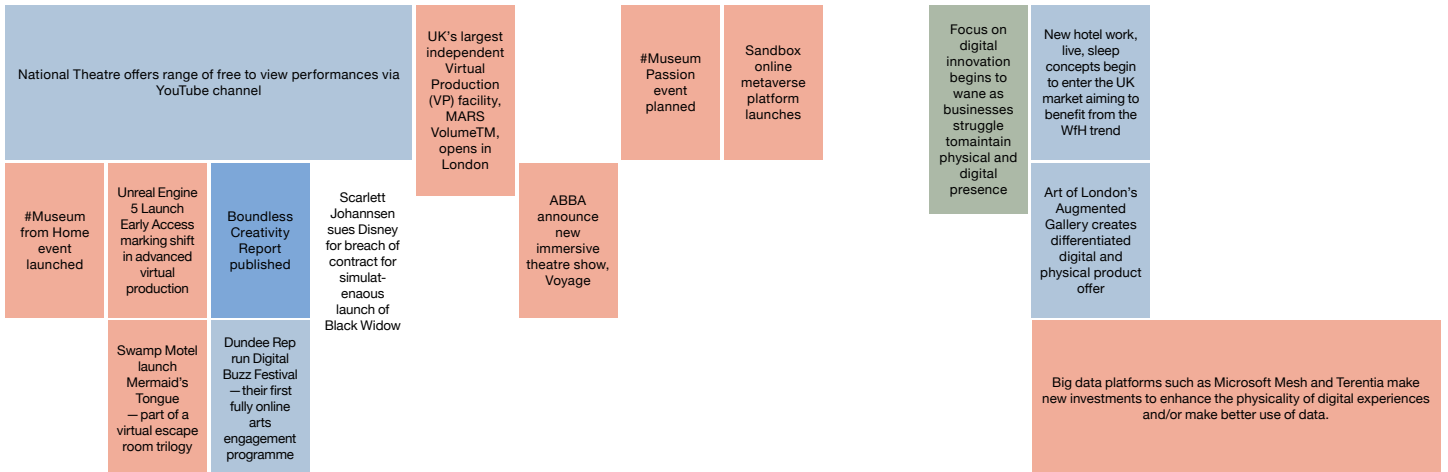 National Theatre offers range of free to view performances via
YouTube channel
UK's largest
independent
Virtual
Production
(VP) facility,
MARS
VolumeTM,
opens in
London
#Museum
Passion
event
planned
Sandbox
online
metaverse
platform
launches
Focus on
digital
innovation
begins to
wane as
businesses
struggle
tomaintain
physical and
digital
presence
New hotel work,
live, sleep
concepts begin
to enter the UK
market aiming to
benefit from the
WfH trend
#Museum
from Home
event
launched
Unreal Engine
5 Launch
Early Access
marking shift
in advanced
virtual
production
Boundless
Creativity
Report
published
Scarlett
Johannsen
sues Disney
for breach of
contract for
simulat-
enaous
launch of
Black Widow
ABBA
announce
new
immersive
theatre show,
Voyage
Art of London's
Augmented
Gallery creates
differentiated
digital and
physical product
offer
Swamp Motel
launch
Mermaid's
Tongue
—part of a
virtual escape
room trilogy
Dundee Rep
run Digital
Buzz Festival
—their first
fully online
arts
engagement
programme
Big data platforms such as Microsoft Mesh and Terentia make
new investments to enhance the physicality of digital experiences
and/or make better use of data.